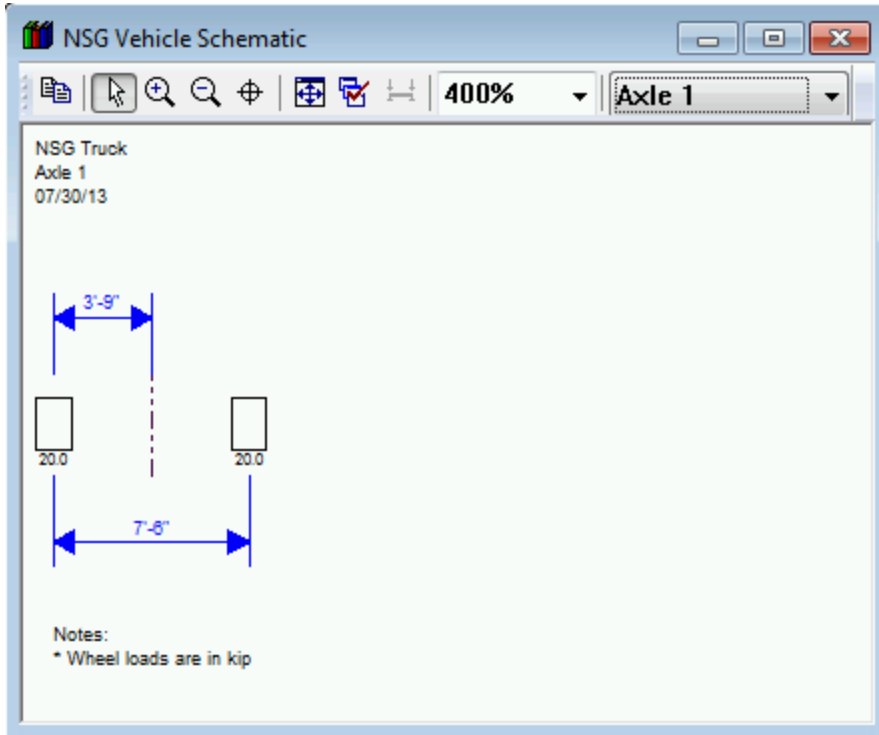 NSG Vehicle Schematic
400%
Axle 1
NSG Truck
Axle 1
07/30/13
3'-9"
20.0
20.0
7'-6"
Notes:
* Wheel loads are in kip